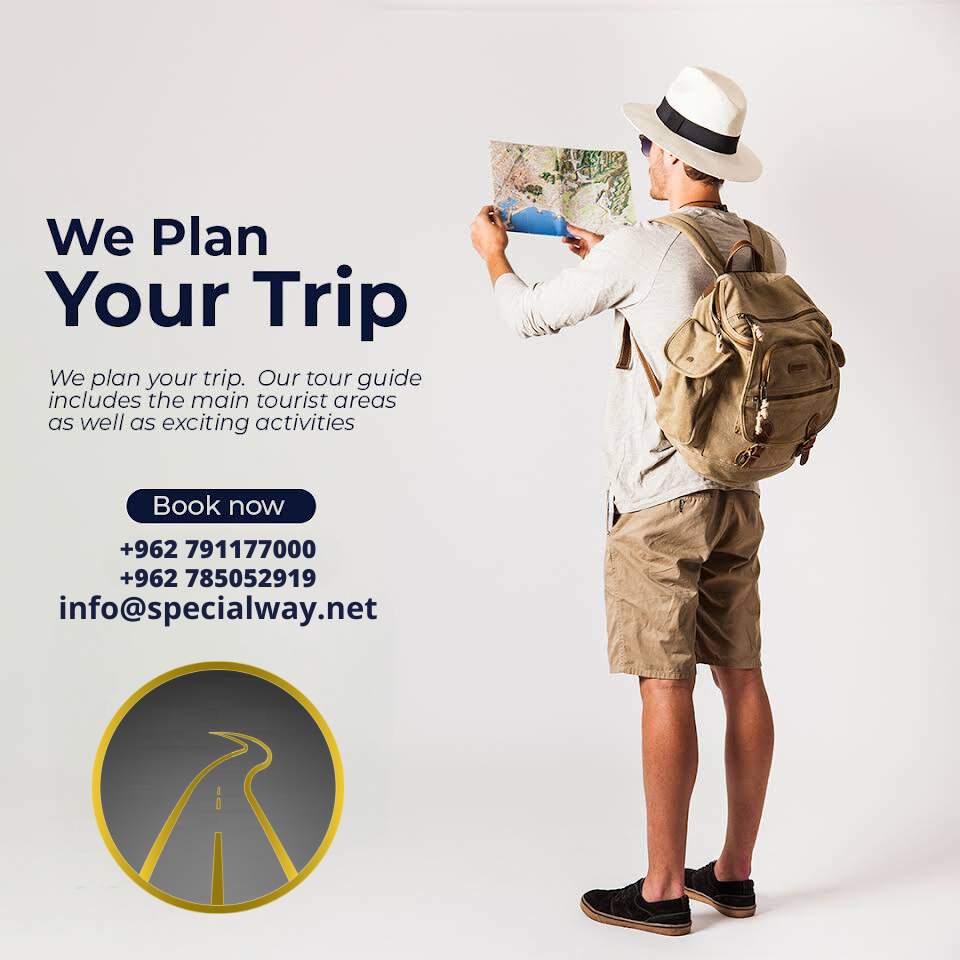 We Plan
Your Trip
We plan your trip.  Our tour guide
includes the main tourist areas
as well as exciting activities
Book now
+962 791177000
+962 785052919
info@specialway.net